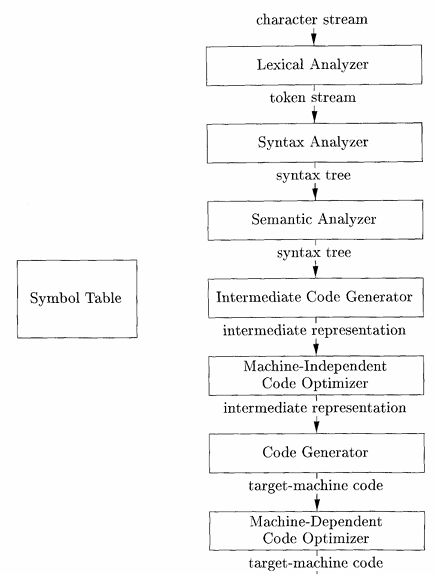 character stream
Lexical Analyzer
token stream
Syntax Analyzer
syntax tree
Semantic Analyzer
syntax tree
Symbol Table
Intermediate Code Generator
intermediate representation
Machine-Independent
Code Optimizer
intermediate representation
Code Generator
target-machine code
Machine-Dependent
Code Optimizer
target-machine code